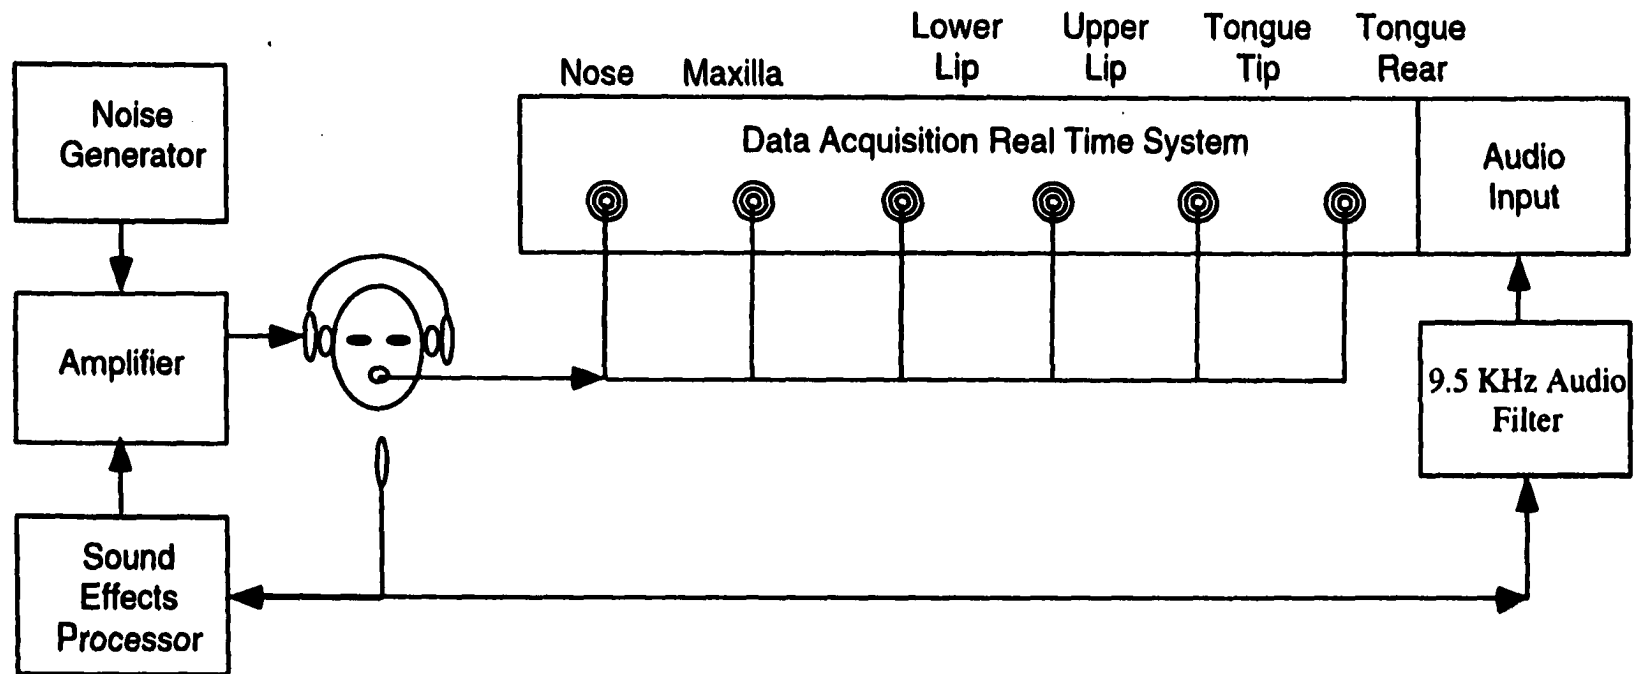 Noise
Generator
Amplifier
Sound
Effects
Processor
Nose
Maxilla
Lower
Lip
Upper
Lip
Tongue
Tip
Tongue
Rear
Data Acquisition Real Time System
Audio
Input
9.5 KHz Audio
Filter